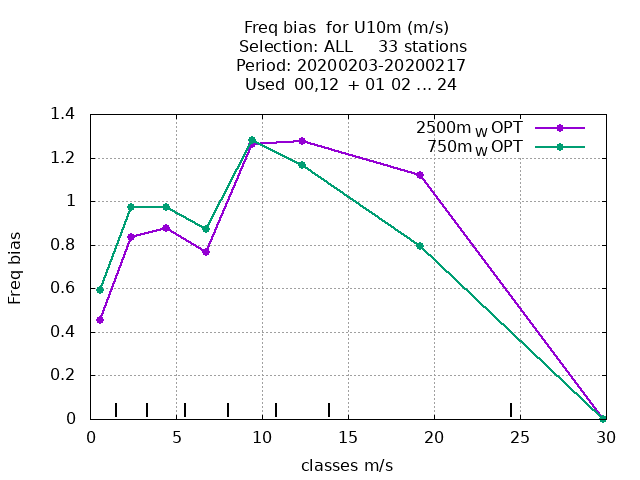 Freq bias for U10m (m/s)
Selection: ALL 33 stations
Period: 20200203-20200217
Used 00,12 + 01 02 ... 24
2500m W OPT
750m W OPT
1.4
1.2
1
0.8
0.6
0.4
0.2
0
Freq bias
0 5 10 15 20 25 30
classes m/s